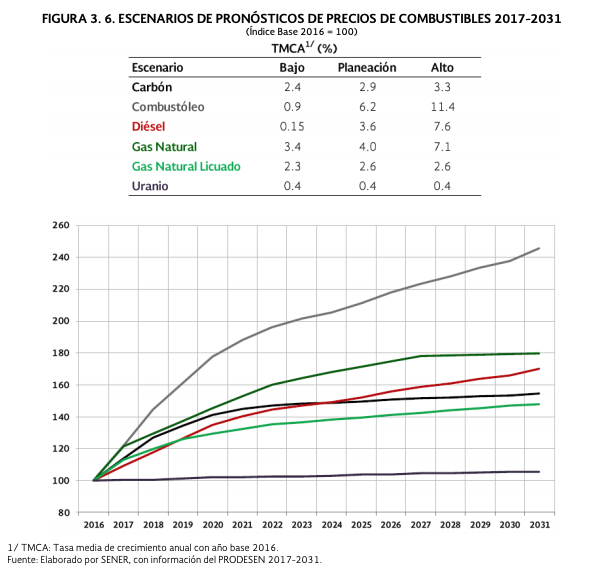 FIGURA 3. 6. ESCENARIOS DE PRONÓSTICOS DE PRECIOS DE COMBUSTIBLES 2017-2031
(Índice Base 2016 = 100)
TMCA1/ (%)
Escenario Bajo Planeación Alto
Carbón 2.4 2.9 3.3
Combustóleo 0.9 6.2 11.4
Diésel 0.15 3.6 7.6
Gas Natural 3.4 4.0 7.1
Gas Natural Licuado 2.3 2.6 2.6
Uranio 0.4 0.4 0.4
260
240
220
200
180
160
140
120
100
80
2016 2017 2018 2019 2020 2021 2022 2023 2024 2025 2026 2027 2028 2029 2030 2031
1/ TMCA: Tasa media de crecimiento anual con año base 2016.
Fuente: Elaborado por SENER, con información del PRODESEN 2017-2031.